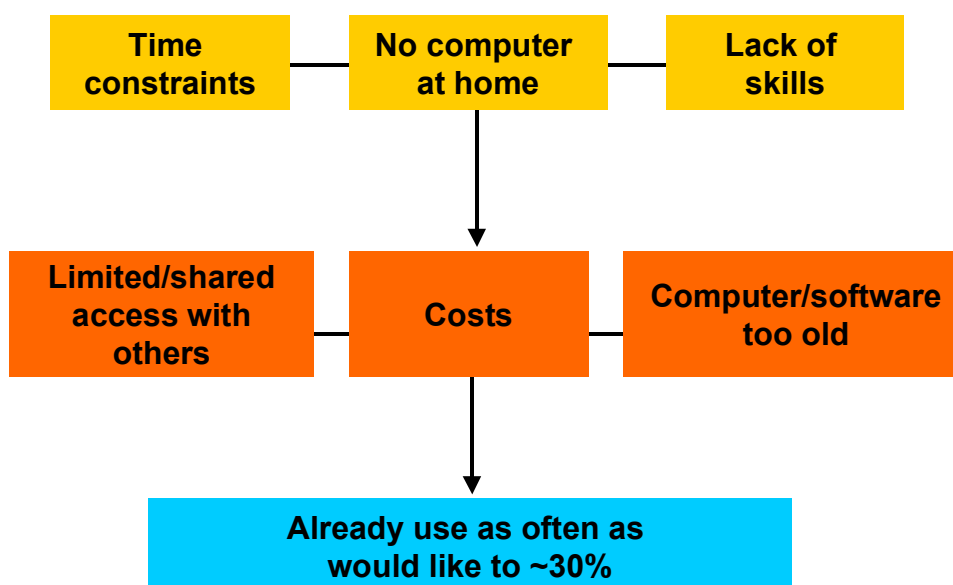 Time
constraints
No computer
at home
Lack of
skills
Limited/shared
access with
others
Costs
Computer/software
too old
Already use as often as
would like to ~30%